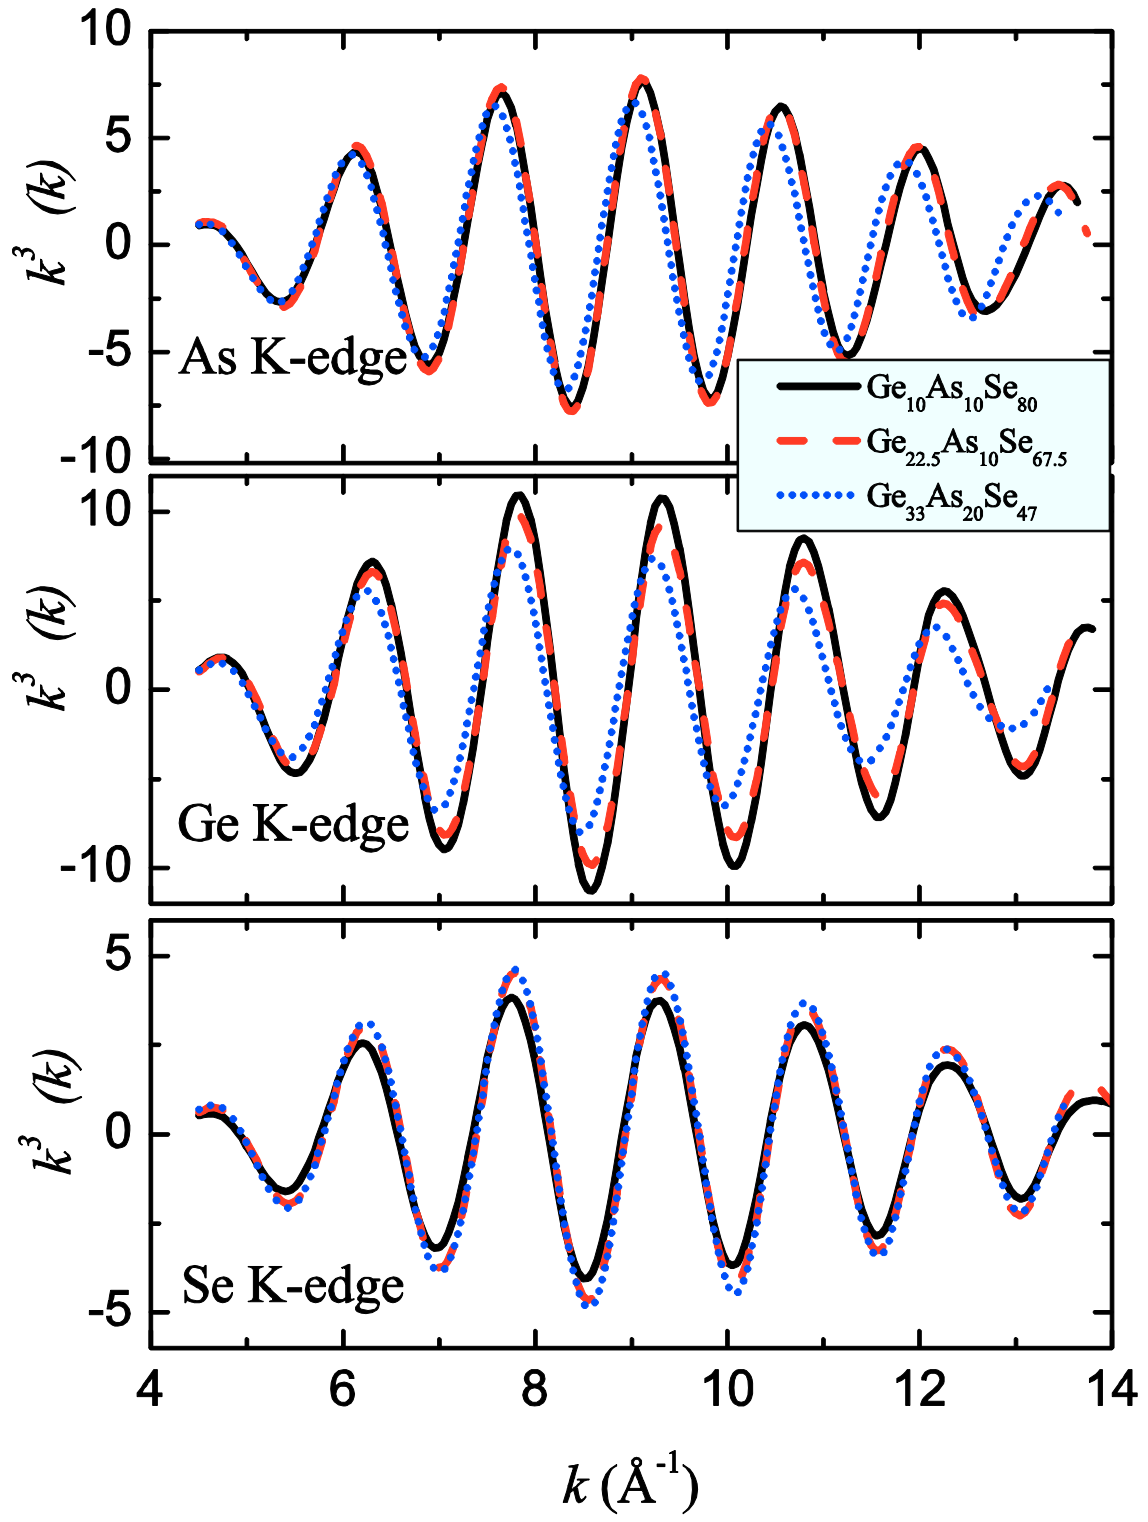 10
5
0
-5
-10
k³ (k)
As K-edge
Ge₁₀As₁₀Se₈₀
Ge₂₂.₅As₁₀Se₆₇.₅
Ge₃₃As₂₀Se₄₇
10
0
-10
k³ (k)
Ge K-edge
5
0
-5
k³ (k)
Se K-edge
4 6 8 10 12 14
k (Å⁻¹)